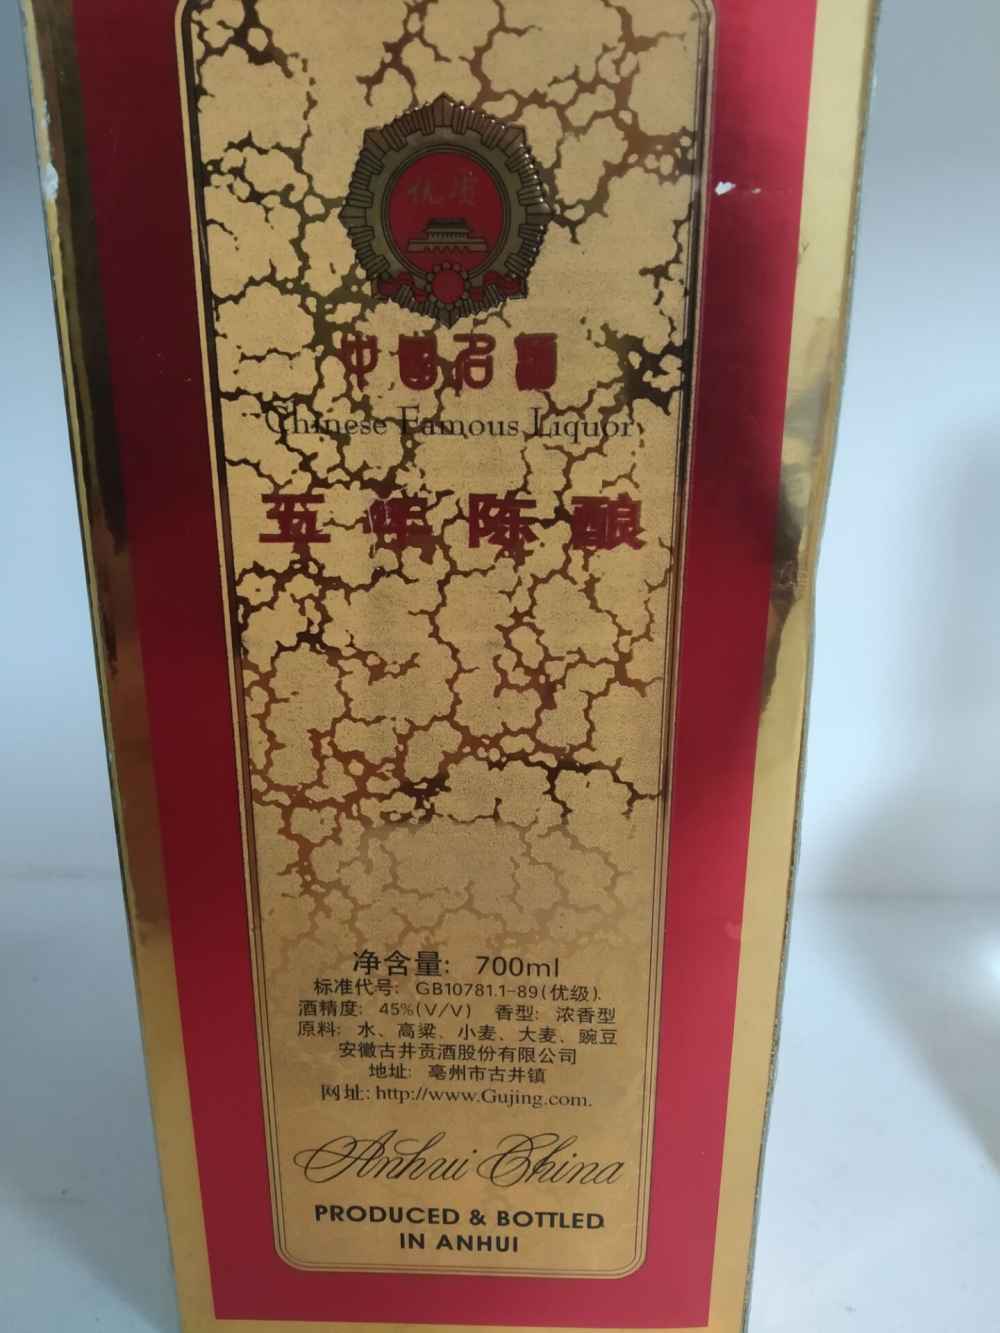 优质
中国名酒
Chinese Famous Liquor
五年陈酿
净含量: 700ml
标准代号: GB10781.1-89(优级).
酒精度: 45%(V/V) 香型: 浓香型
原料: 水、高粱、小麦、大麦、豌豆
安徽古井贡酒股份有限公司
地址: 亳州市古井镇
网址: http://www.Gujing.com.
Anhui China
PRODUCED & BOTTLED
IN ANHUI